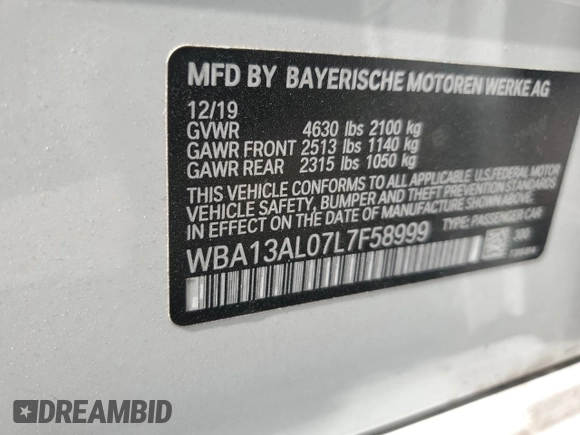 MFD BY BAYERISCHE MOTOREN WERKE AG
12/19
GVWR 4630 lbs 2100 kg
GAWR FRONT 2513 lbs 1140 kg
GAWR REAR 2315 lbs 1050 kg
THIS VEHICLE CONFORMS TO ALL APPLICABLE U.S.FEDERAL MOTOR
VEHICLE SAFETY, BUMPER AND THEFT PREVENTION STANDARDS
IN EFFECT ON THE DATE OF MANUFACTURE SHOWN ABOVE.
WBA13AL07L7F58999 TYPE: PASSENGER CAR
DREAMBID